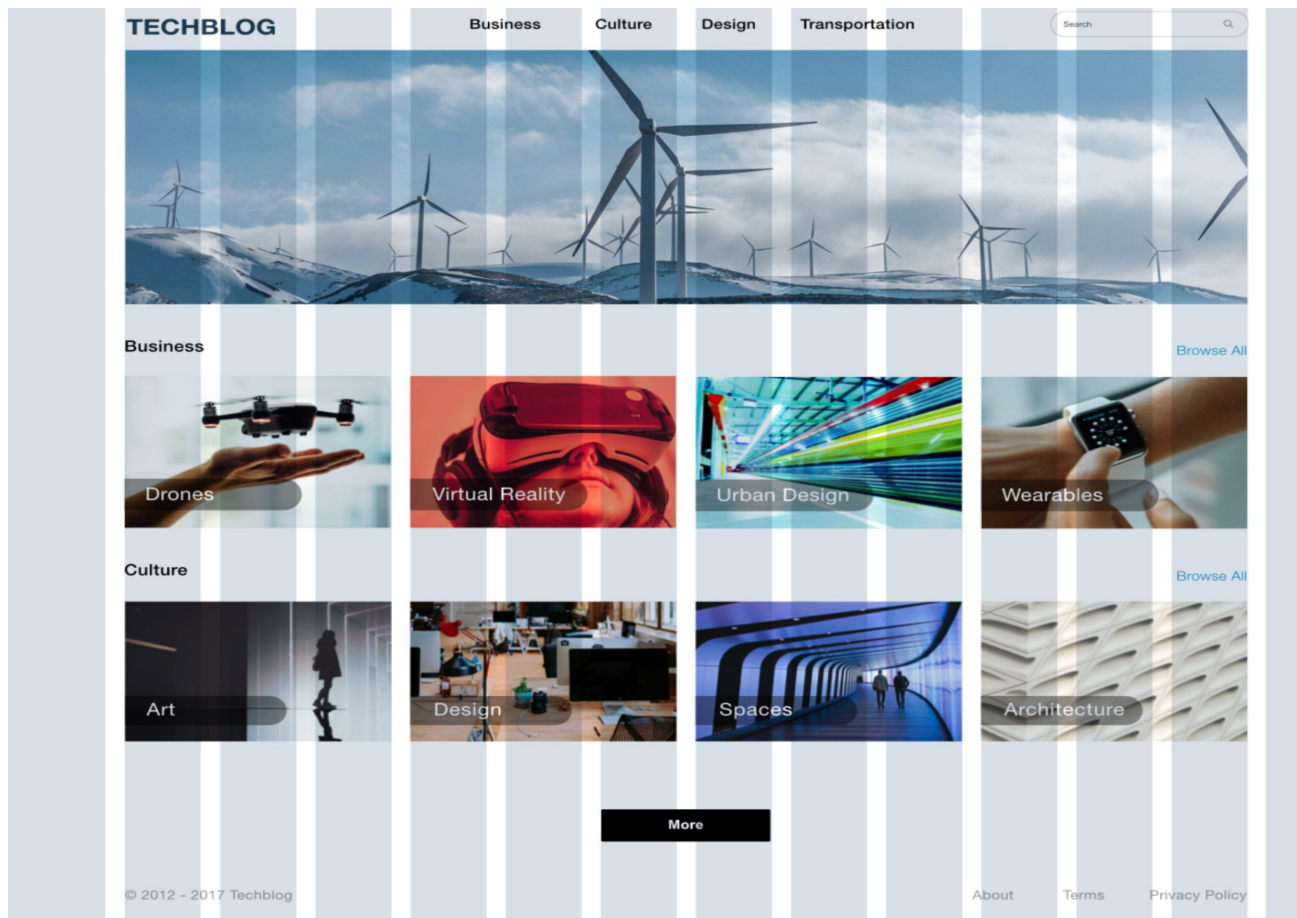 TECHBLOG Business Culture Design Transportation Search
Business Browse All
Drones Virtual Reality Urban Design Wearables
Culture Browse All
Art Design Spaces Architecture
More
© 2012 - 2017 Techblog About Terms Privacy Policy